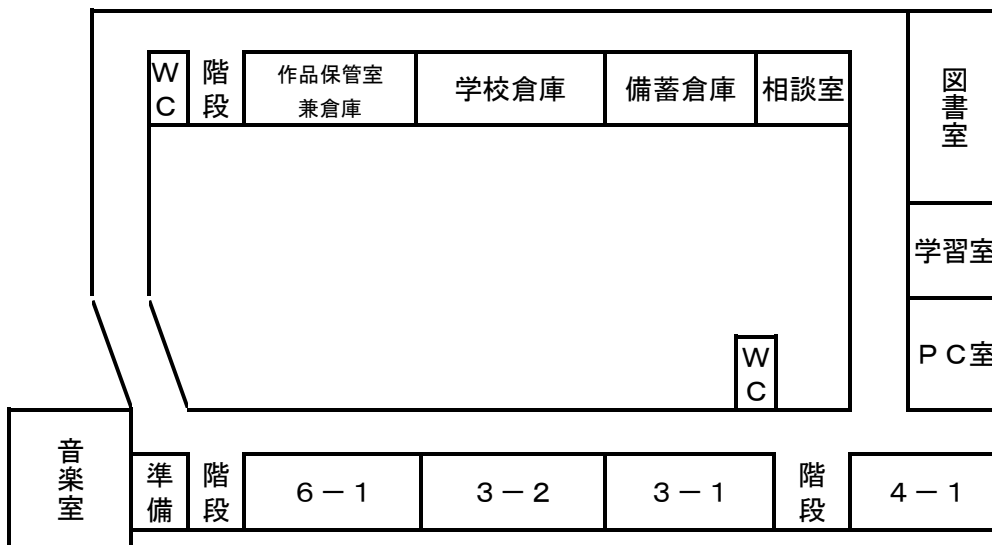 WC
階段
作品保管室
兼倉庫
学校倉庫
備蓄倉庫
相談室
図書室
学習室
ＰＣ室
WC
音楽室
準備
階段
６－１
３－２
３－１
階段
４－１